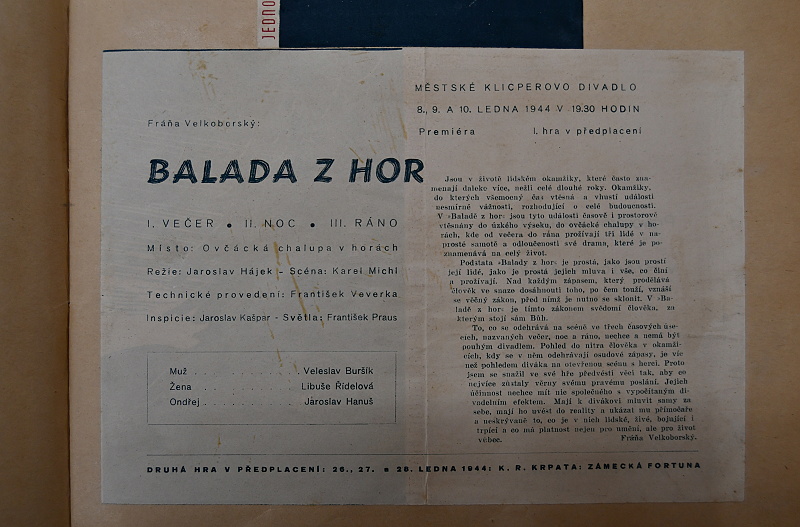 JEDNO
Fráňa Velkoborský:
BALADA Z HOR
I. VEČER • II. NOC • III. RÁNO
Místo: Ovčácká chalupa v horách
Režie: Jaroslav Hájek - Scéna: Karel Michl
Technické provedení: František Veverka
Inspicie: Jaroslav Kašpar - Světla: František Praus
Muž . . . . . . . . . . . Veleslav Buršík
Žena . . . . . . . . . . Libuše Řídelová
Ondřej . . . . . . . . . . Jaroslav Hanuš
MĚSTSKÉ KLICPEROVO DIVADLO
8., 9. A 10. LEDNA 1944 V 19.30 HODIN
Premiéra I. hra v předplacení
Jsou v životě lidském okamžiky, které často zna-
menají daleko více, nežli celé dlouhé roky. Okamžiky,
do kterých všemocný čas vtěsná a vhustí události
nesmírné vážnosti, rozhodující o celé budoucnosti.
V »Baladě z hor« jsou tyto události časově i prostorově
vtěsnány do úzkého výseku, do ovčácké chalupy v ho-
rách, kde od večera do rána prožívají tři lidé v na-
prosté samotě a odloučenosti své drama, které je po-
znamenává na celý život.
Podstata »Balady z hor« je prostá, jako jsou prostí
její lidé, jako je prostá jejich mluva i vše, co činí
a prožívají. Nad každým zápasem, který prodělává
člověk ve snaze dosáhnouti toho, po čem touží, vznáší
se věčný zákon, před nímž je nutno se sklonit. V »Ba-
ladě z hor« je tímto zákonem svědomí člověka, za
kterým stojí sám Bůh.
To, co se odehrává na scéně ve třech časových úse-
cích, nazvaných večer, noc a ráno, nechce a nemá být
pouhým divadlem. Pohled do nitra člověka v okamži-
cích, kdy se v něm odehrávají osudové zápasy, je víc
než pohledem diváka na otevřenou scénu s herci. Proto
jsem se snažil ve své hře předvésti věci tak, aby co
nejvíce zůstaly věrny svému pravému poslání. Jejich
účinnost nechce mít nic společného s vypočítaným di-
vadelním efektem. Mají k divákovi mluvit samy za
sebe, mají ho uvést do reality a ukázat mu přímočaře
a neskrývaně to, co je v nich lidské, živé, bojující i
trpící a co má platnost nejen pro umění, ale pro život
vůbec. Fráňa Velkoborský.
DRUHÁ HRA V PŘEDPLACENÍ: 26., 27. a 28. LEDNA 1944: K. R. KRPATA: ZÁMECKÁ FORTUNA